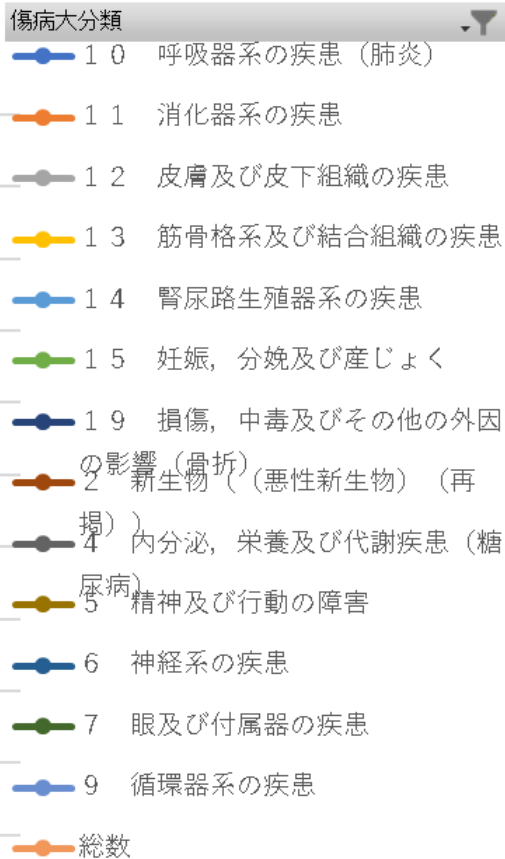 傷病大分類
10　呼吸器系の疾患（肺炎）
11　消化器系の疾患
12　皮膚及び皮下組織の疾患
13　筋骨格系及び結合組織の疾患
14　腎尿路生殖器系の疾患
15　妊娠，分娩及び産じょく
19　損傷，中毒及びその他の外因
の影響（骨折）
2　新生物（（悪性新生物）（再
掲））
4　内分泌，栄養及び代謝疾患（糖
尿病）
5　精神及び行動の障害
6　神経系の疾患
7　眼及び付属器の疾患
9　循環器系の疾患
総数